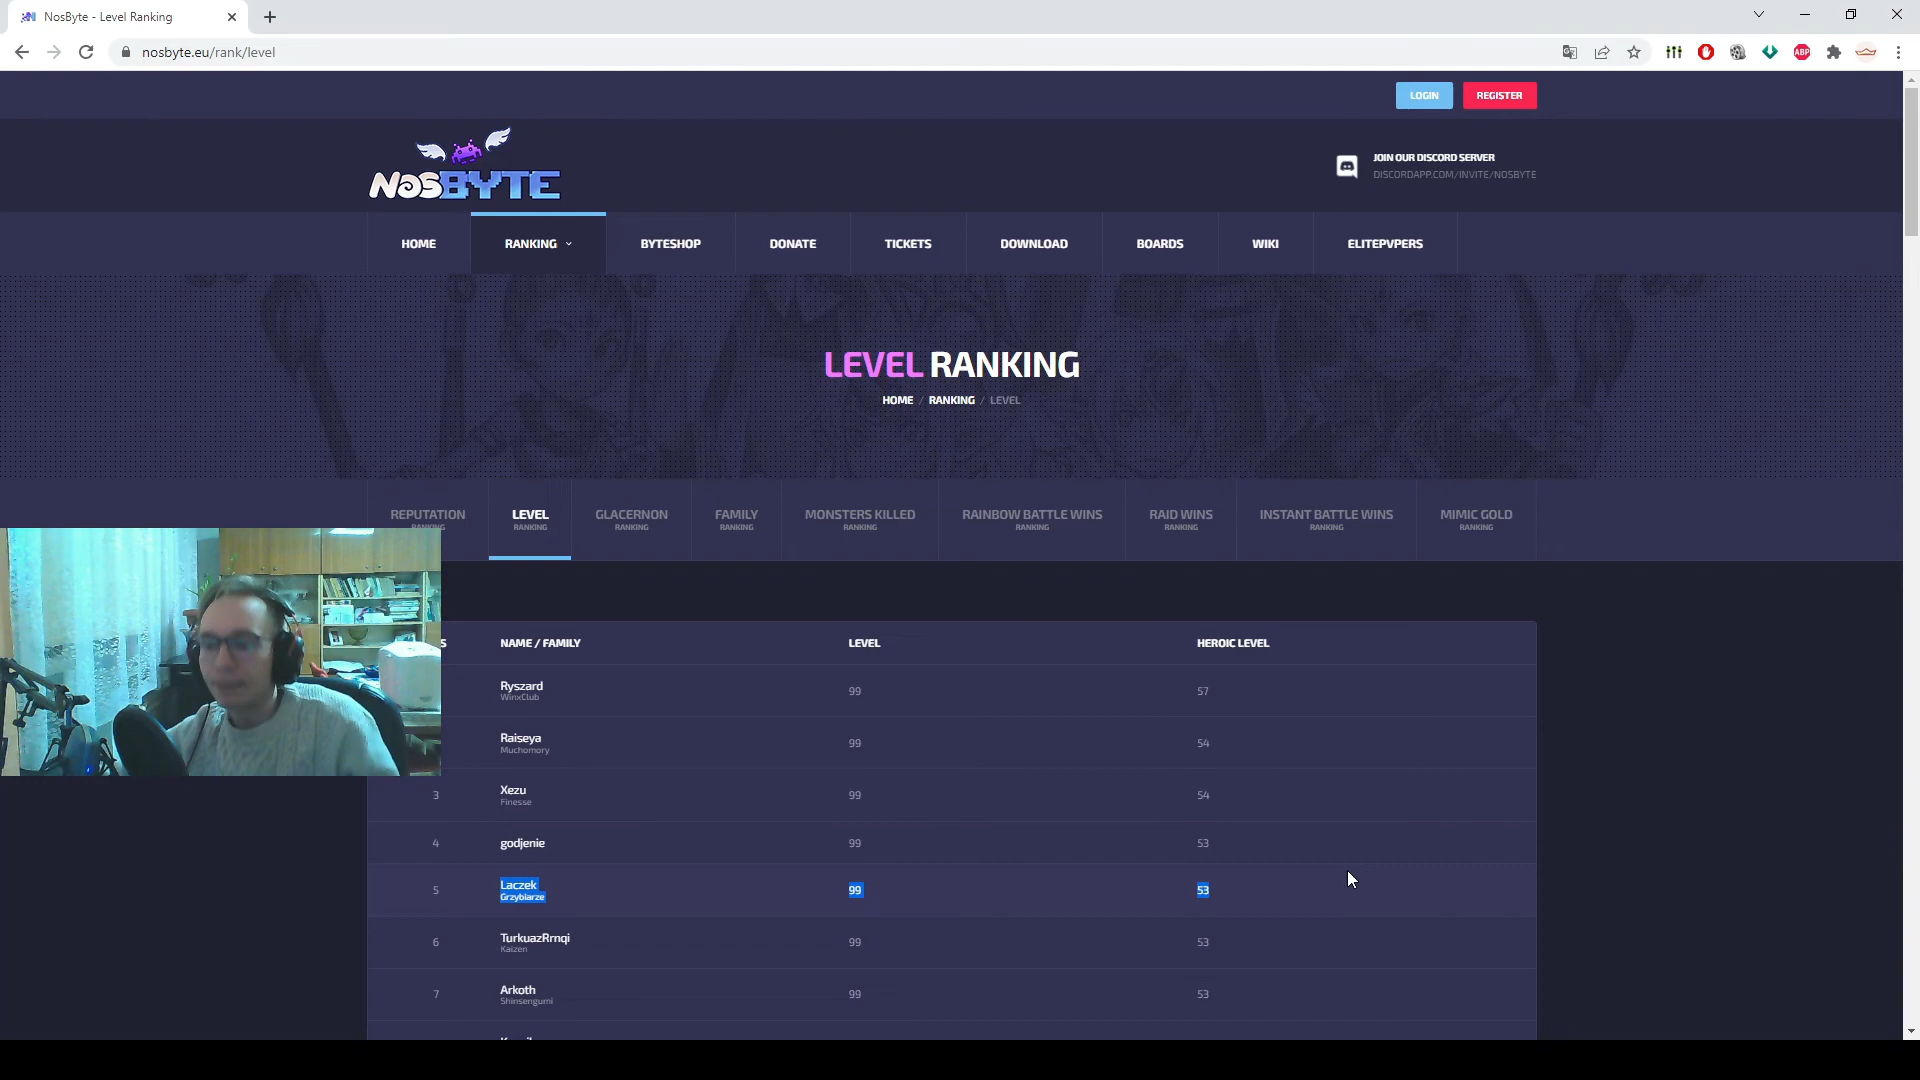 NosByte - Level Ranking
nosbyte.eu/rank/level
ABP
LOGIN
REGISTER
NosBYTE
JOIN OUR DISCORD SERVER
DISCORDAPP.COM/INVITE/NOSBYTE
HOME
RANKING
BYTESHOP
DONATE
TICKETS
DOWNLOAD
BOARDS
WIKI
ELITEPVPERS
LEVEL RANKING
HOME / RANKING / LEVEL
REPUTATION
RANKING
LEVEL
RANKING
GLACERNON
RANKING
FAMILY
RANKING
MONSTERS KILLED
RANKING
RAINBOW BATTLE WINS
RANKING
RAID WINS
RANKING
INSTANT BATTLE WINS
RANKING
MIMIC GOLD
RANKING
S NAME / FAMILY LEVEL HEROIC LEVEL
Ryszard 99 57
WinxClub
Raiseya 99 54
Muchomory
3 Xezu 99 54
Finesse
4 godjenie 99 53
5 Laczek 99 53
Grzybiarze
6 TurkuazRrnqi 99 53
Kaizen
7 Arkoth 99 53
Shinsengumi